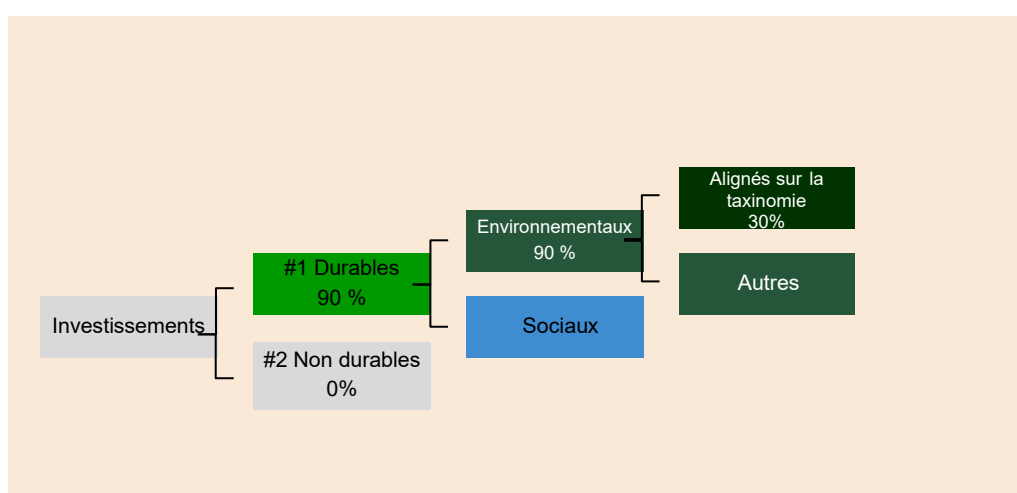 Investissements
#1 Durables
90 %
#2 Non durables
0%
Environnementaux
90 %
Sociaux
Alignés sur la
taxinomie
30%
Autres